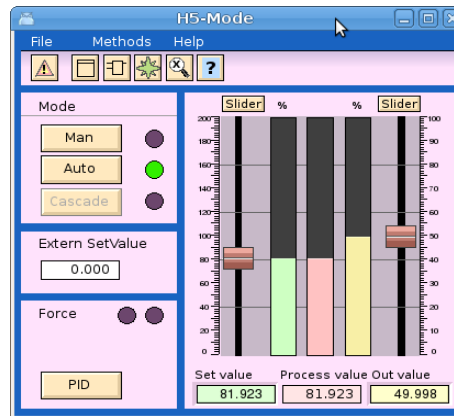 H5-Mode
File Methods Help
?
Mode
Man
Auto
Cascade
Extern SetValue
0.000
Force
PID
Slider % % Slider
200 100
180 90
160 80
140 70
120 60
100 50
80 40
60 30
40 20
20 10
0 0
Set value Process value Out value
81.923 81.923 49.998